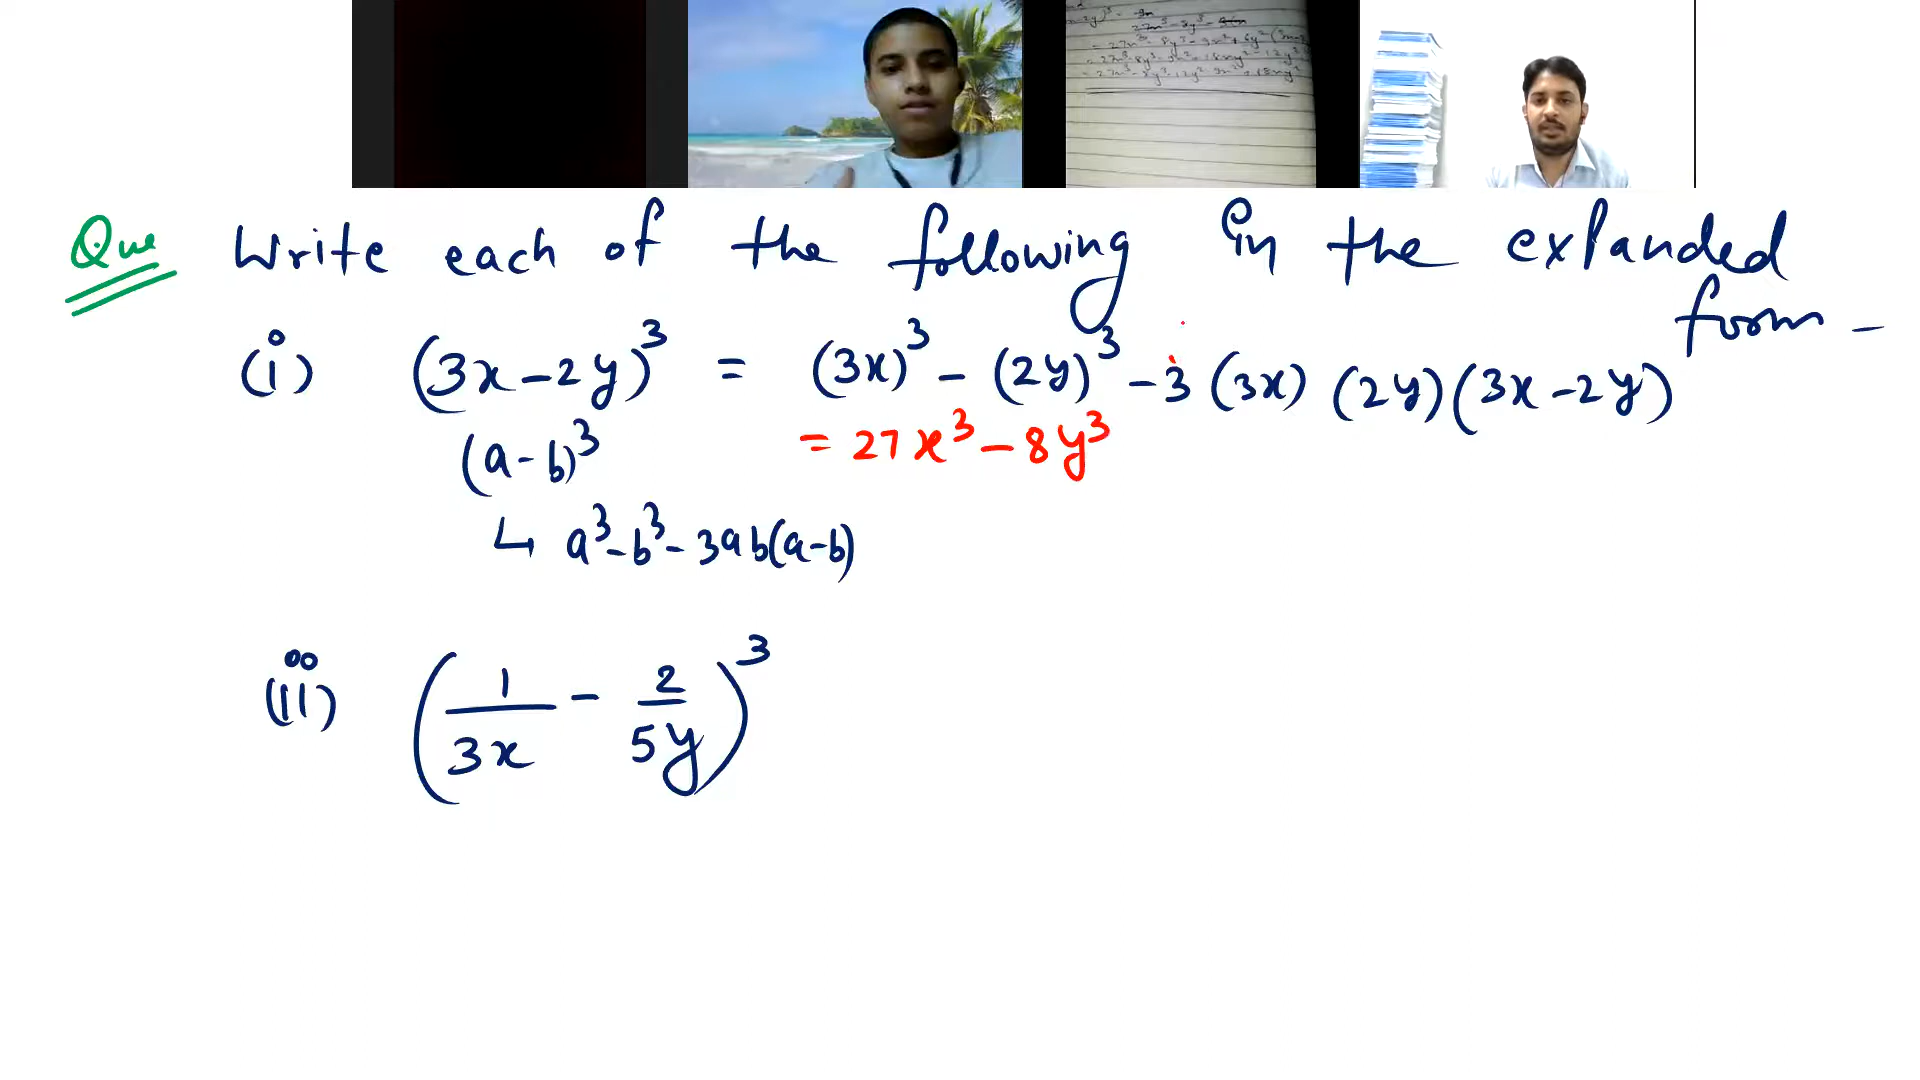 Que Write each of the following in the expanded form -
(i) (3x-2y)³ = (3x)³ - (2y)³ - 3 (3x) (2y)(3x-2y)
(a-b)³ = 27x³ - 8y³
↳ a³-b³-3ab(a-b)
(ii) (1/3x - 2/5y)³